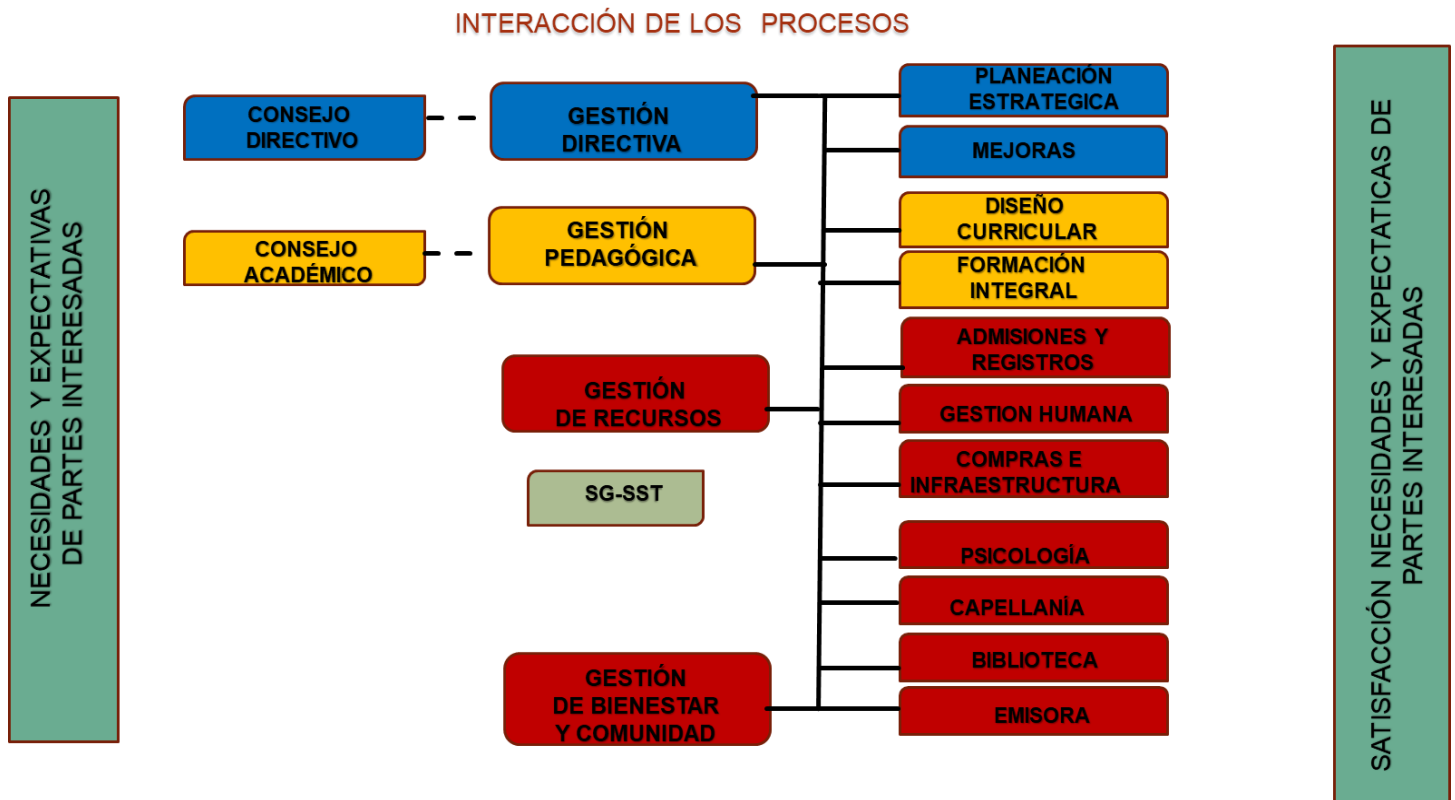 INTERACCIÓN DE LOS PROCESOS
NECESIDADES Y EXPECTATIVAS
DE PARTES INTERESADAS
CONSEJO
DIRECTIVO
GESTIÓN
DIRECTIVA
PLANEACIÓN
ESTRATEGICA
MEJORAS
CONSEJO
ACADÉMICO
GESTIÓN
PEDAGÓGICA
DISEÑO
CURRICULAR
FORMACIÓN
INTEGRAL
GESTIÓN
DE RECURSOS
ADMISIONES Y
REGISTROS
GESTION HUMANA
COMPRAS E
INFRAESTRUCTURA
SG-SST
PSICOLOGÍA
CAPELLANÍA
BIBLIOTECA
EMISORA
GESTIÓN
DE BIENESTAR
Y COMUNIDAD
SATISFACCIÓN NECESIDADES Y EXPECTATICAS DE
PARTES INTERESADAS